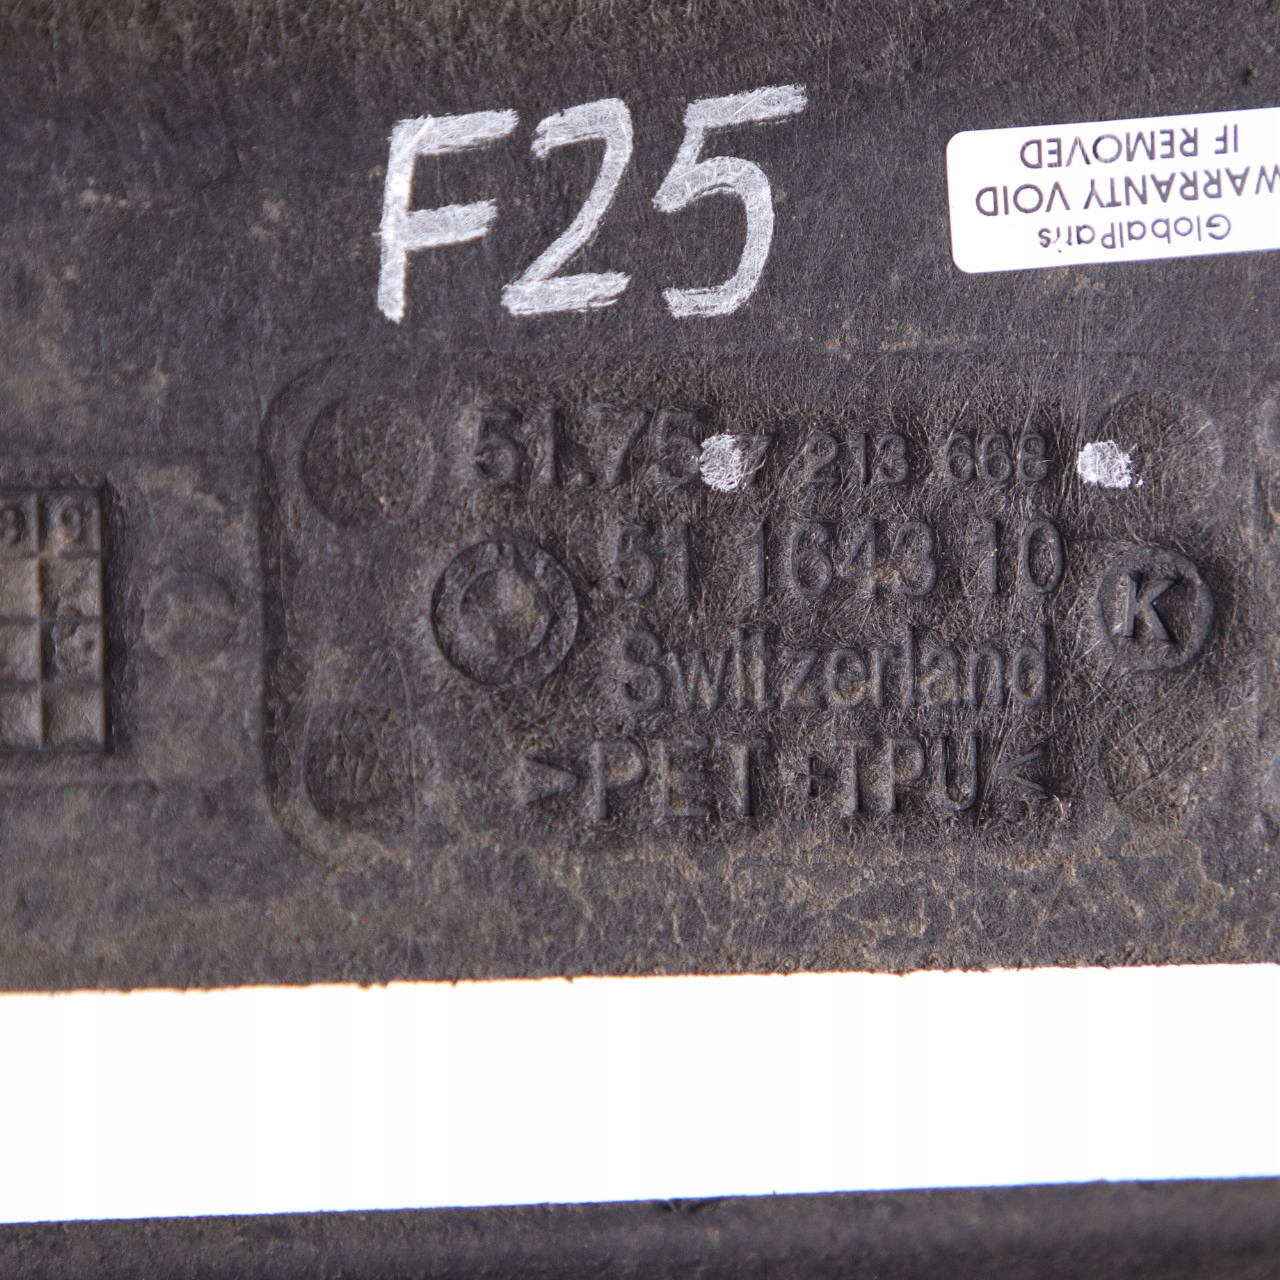 F25
GlobalParts
WARRANTY VOID
IF REMOVED
51.75 7 213 668
51 1643 10
Switzerland
K
>PET+TPU<